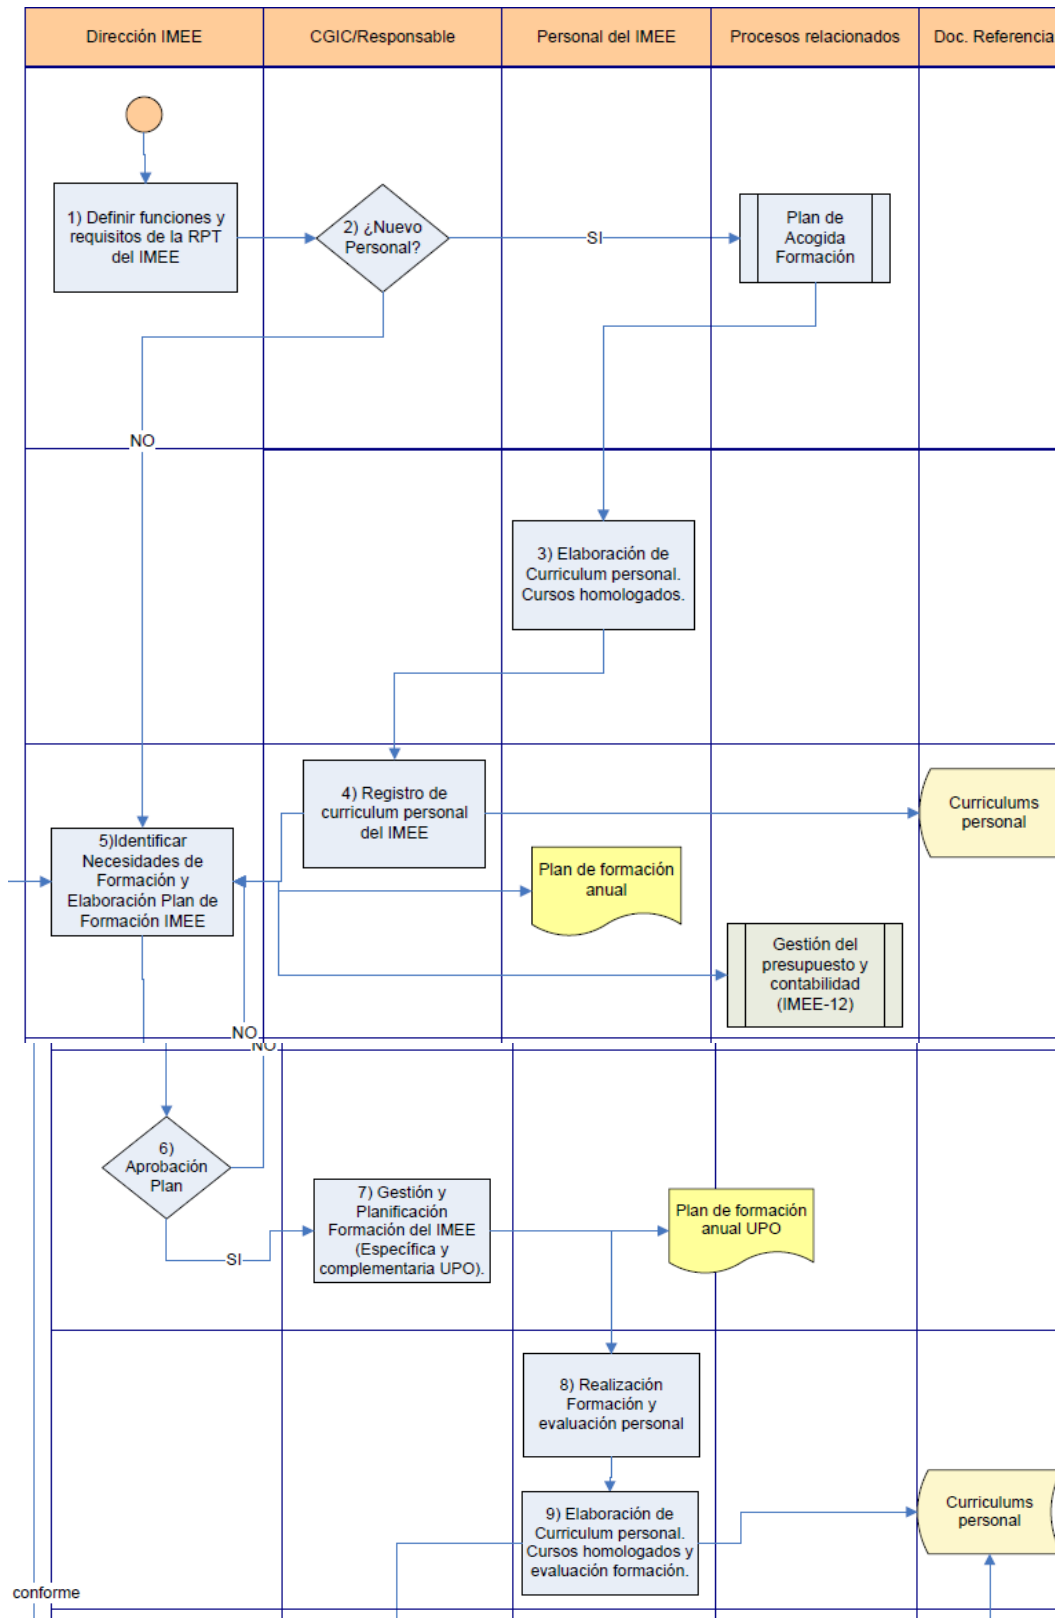 Dirección IMEE
CGIC/Responsable
Personal del IMEE
Procesos relacionados
Doc. Referencia
1) Definir funciones y
requisitos de la RPT
del IMEE
2) ¿Nuevo
Personal?
SI
Plan de
Acogida
Formación
NO
3) Elaboración de
Curriculum personal.
Cursos homologados.
4) Registro de
curriculum personal
del IMEE
Curriculums
personal
5)Identificar
Necesidades de
Formación y
Elaboración Plan de
Formación IMEE
Plan de formación
anual
Gestión del
presupuesto y
contabilidad
(IMEE-12)
NO
NO
6)
Aprobación
Plan
SI
7) Gestión y
Planificación
Formación del IMEE
(Específica y
complementaria UPO).
Plan de formación
anual UPO
8) Realización
Formación y
evaluación personal
9) Elaboración de
Curriculum personal.
Cursos homologados y
evaluación formación.
Curriculums
personal
conforme